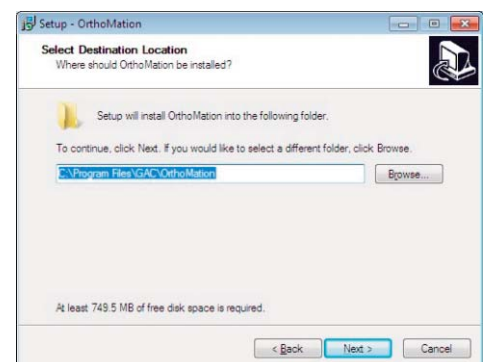 Setup - OrthoMation
Select Destination Location
Where should OrthoMation be installed?
Setup will install OrthoMation into the following folder.
To continue, click Next. If you would like to select a different folder, click Browse.
C:\Program Files\GAC\OrthoMation
Browse...
At least 749.5 MB of free disk space is required.
< Back
Next >
Cancel